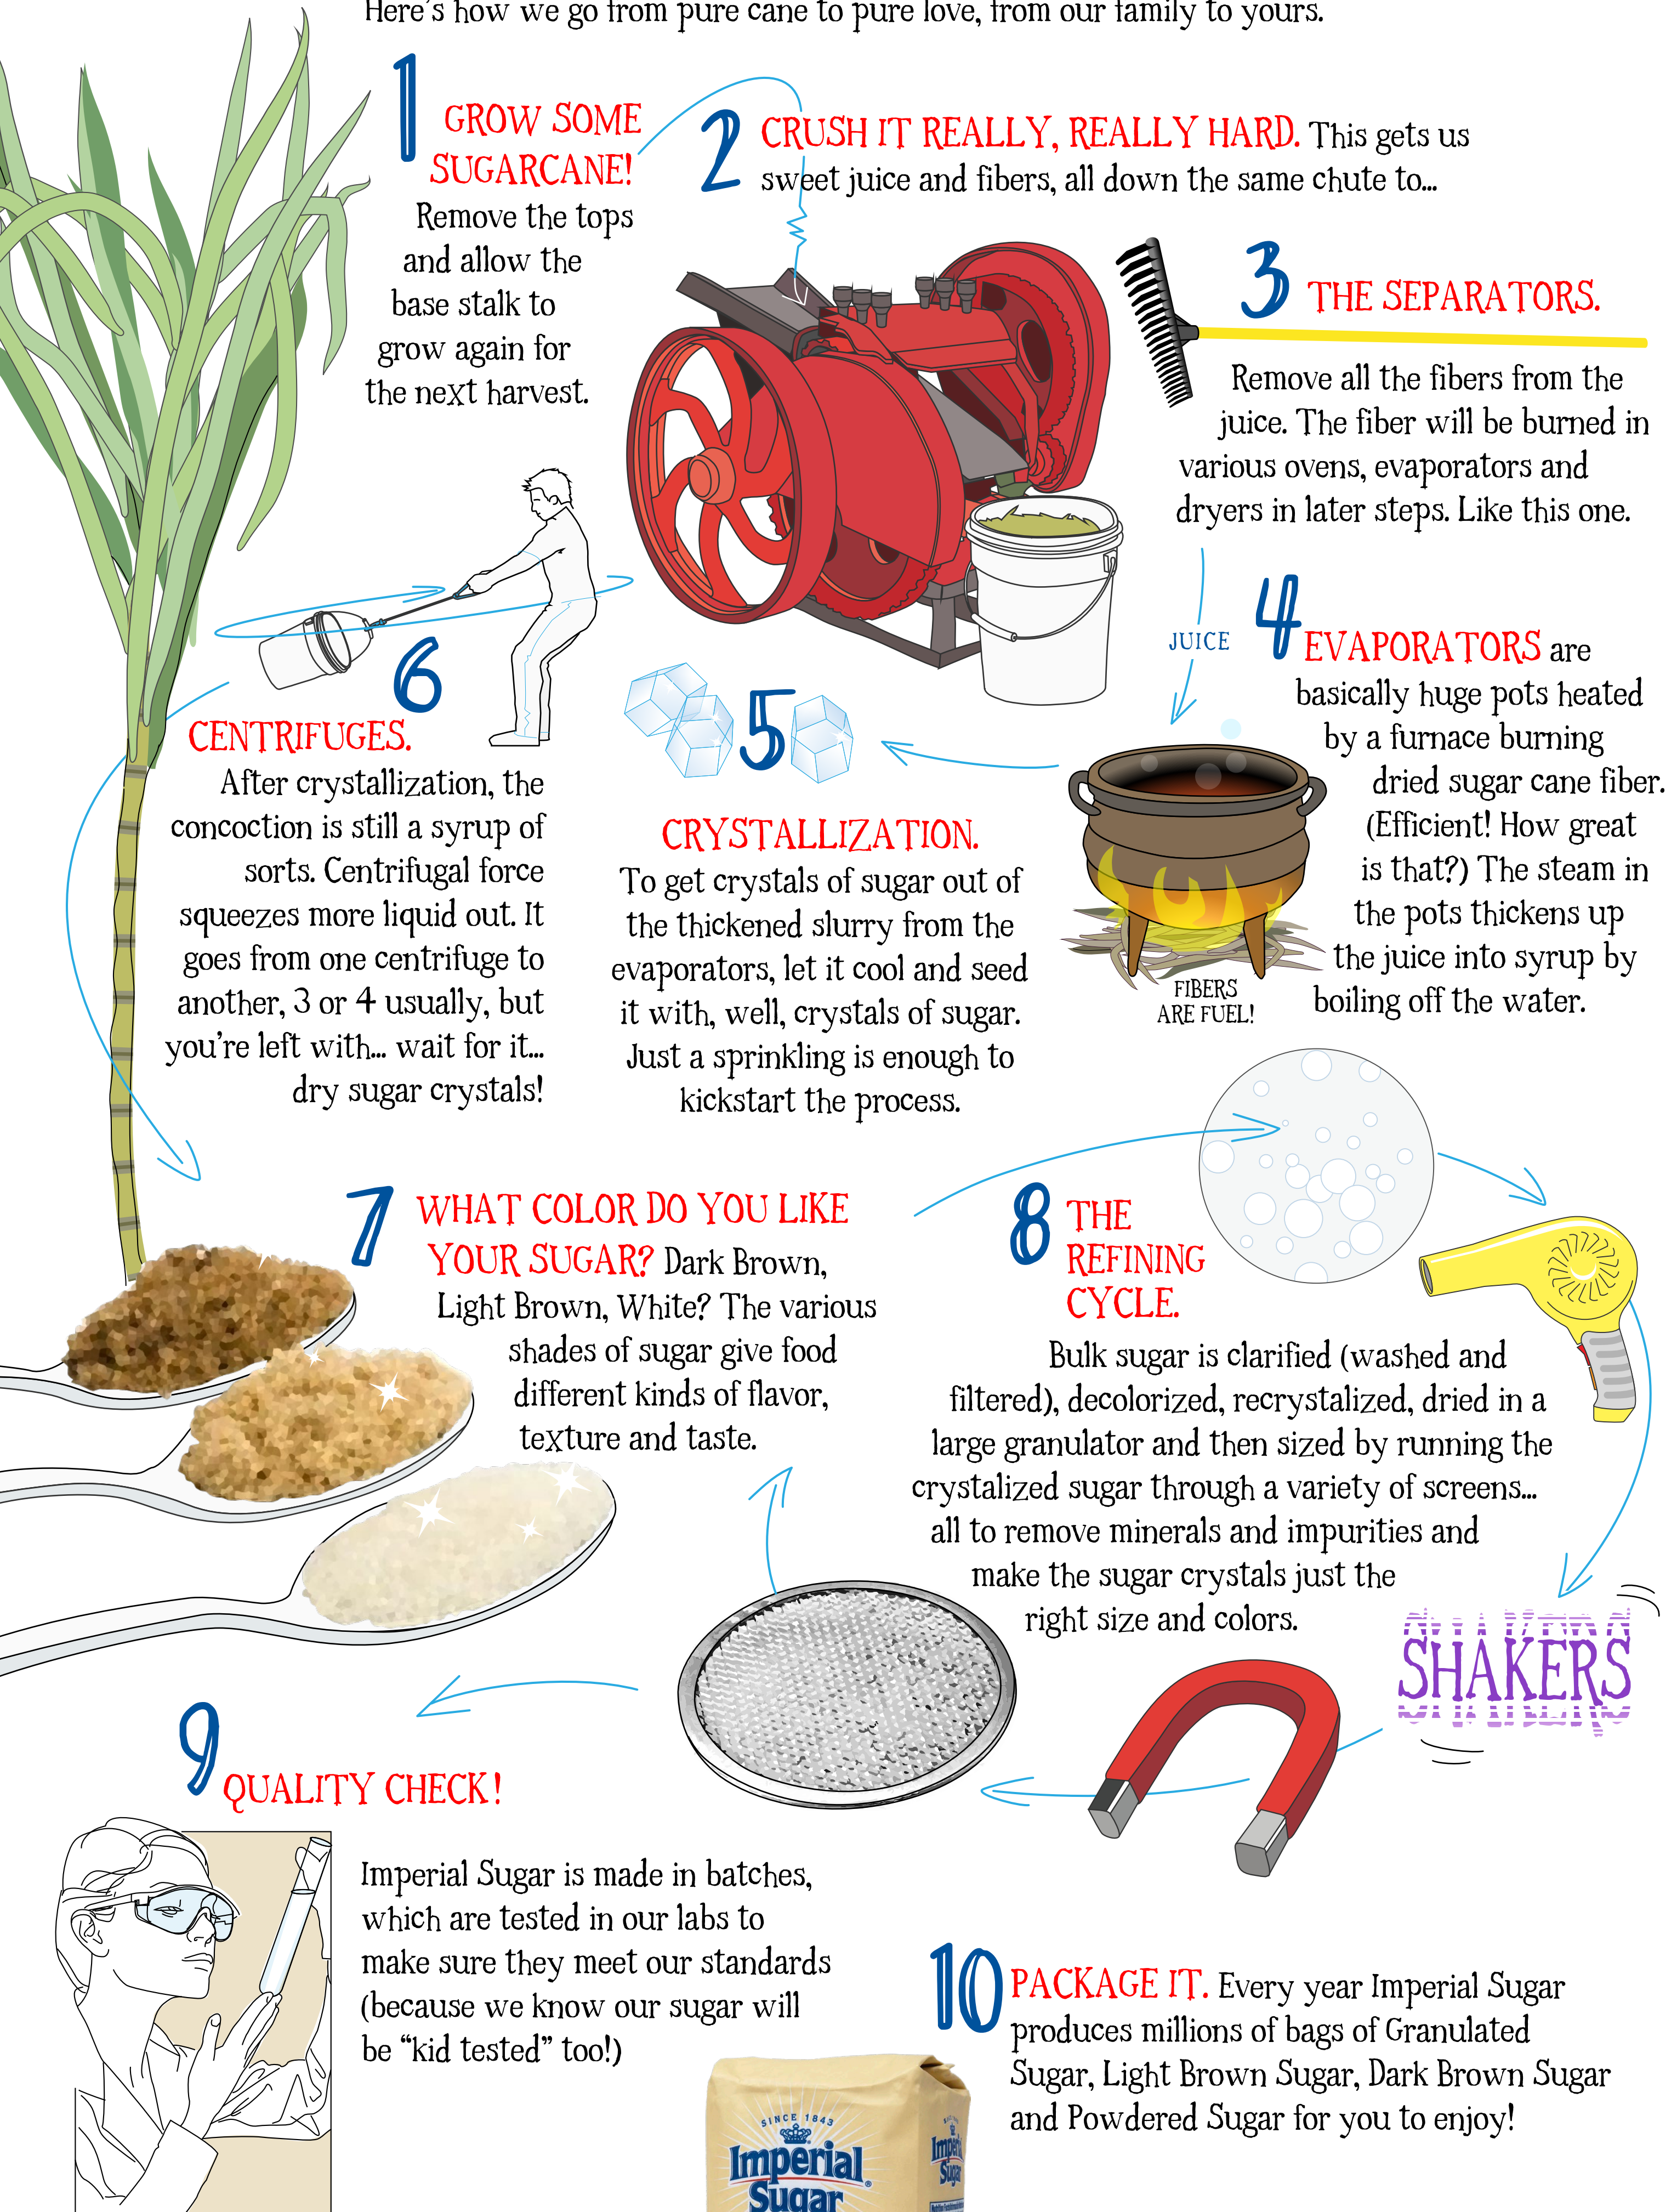 Here's how we go from pure cane to pure love, from our family to yours.
1
GROW SOME
SUGARCANE!
Remove the tops
and allow the
base stalk to
grow again for
the next harvest.
2
CRUSH IT REALLY, REALLY HARD. This gets us
sweet juice and fibers, all down the same chute to...
3
THE SEPARATORS.
Remove all the fibers from the
juice. The fiber will be burned in
various ovens, evaporators and
dryers in later steps. Like this one.
JUICE
4
EVAPORATORS are
basically huge pots heated
by a furnace burning
dried sugar cane fiber.
(Efficient! How great
is that?) The steam in
the pots thickens up
the juice into syrup by
boiling off the water.
FIBERS
ARE FUEL!
5
CRYSTALLIZATION.
To get crystals of sugar out of
the thickened slurry from the
evaporators, let it cool and seed
it with, well, crystals of sugar.
Just a sprinkling is enough to
kickstart the process.
6
CENTRIFUGES.
After crystallization, the
concoction is still a syrup of
sorts. Centrifugal force
squeezes more liquid out. It
goes from one centrifuge to
another, 3 or 4 usually, but
you're left with... wait for it...
dry sugar crystals!
7
WHAT COLOR DO YOU LIKE
YOUR SUGAR? Dark Brown,
Light Brown, White? The various
shades of sugar give food
different kinds of flavor,
texture and taste.
8
THE
REFINING
CYCLE.
Bulk sugar is clarified (washed and
filtered), decolorized, recrystalized, dried in a
large granulator and then sized by running the
crystalized sugar through a variety of screens...
all to remove minerals and impurities and
make the sugar crystals just the
right size and colors.
SHAKERS
9
QUALITY CHECK!
Imperial Sugar is made in batches,
which are tested in our labs to
make sure they meet our standards
(because we know our sugar will
be “kid tested” too!)
10
PACKAGE IT. Every year Imperial Sugar
produces millions of bags of Granulated
Sugar, Light Brown Sugar, Dark Brown Sugar
and Powdered Sugar for you to enjoy!
SINCE 1843
Imperial
Sugar
Imperial
Sugar